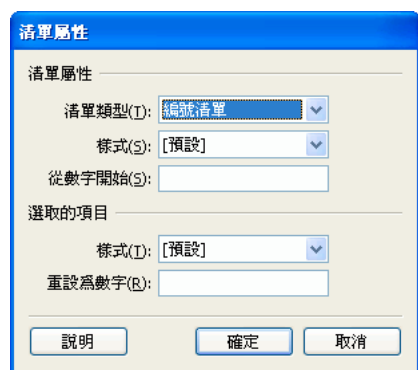 清單屬性
清單屬性
清單類型(T): 編號清單
樣式(S): [預設]
從數字開始(S):
選取的項目
樣式(T): [預設]
重設為數字(R):
說明 確定 取消